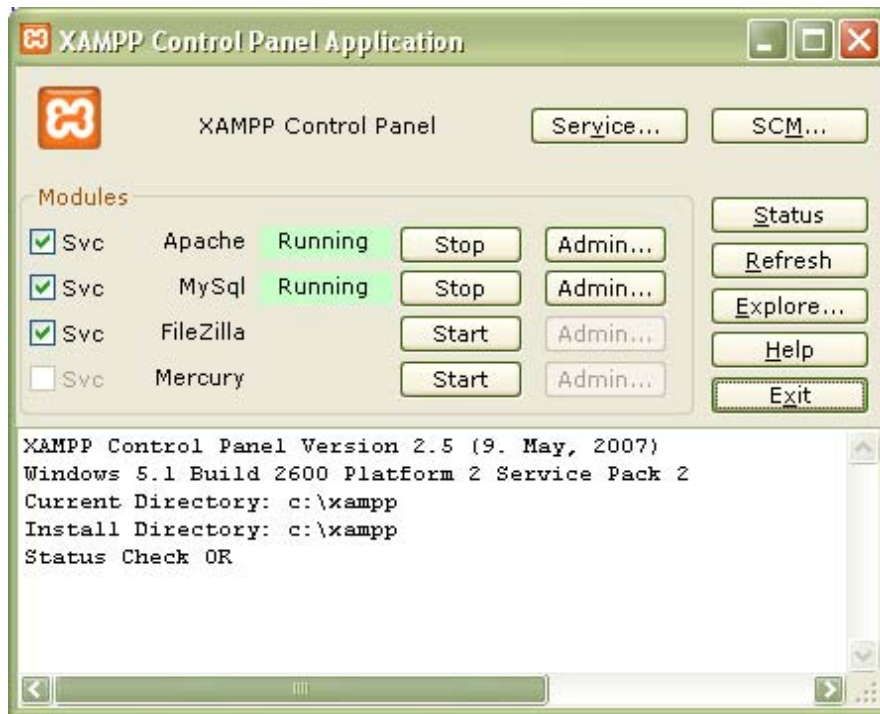 XAMPP Control Panel Application
XAMPP Control Panel Service... SCM...
Modules
Svc Apache Running Stop Admin...
Svc MySql Running Stop Admin...
Svc FileZilla Start Admin...
Svc Mercury Start Admin...
Status
Refresh
Explore...
Help
Exit
XAMPP Control Panel Version 2.5 (9. May, 2007)
Windows 5.1 Build 2600 Platform 2 Service Pack 2
Current Directory: c:\xampp
Install Directory: c:\xampp
Status Check OK